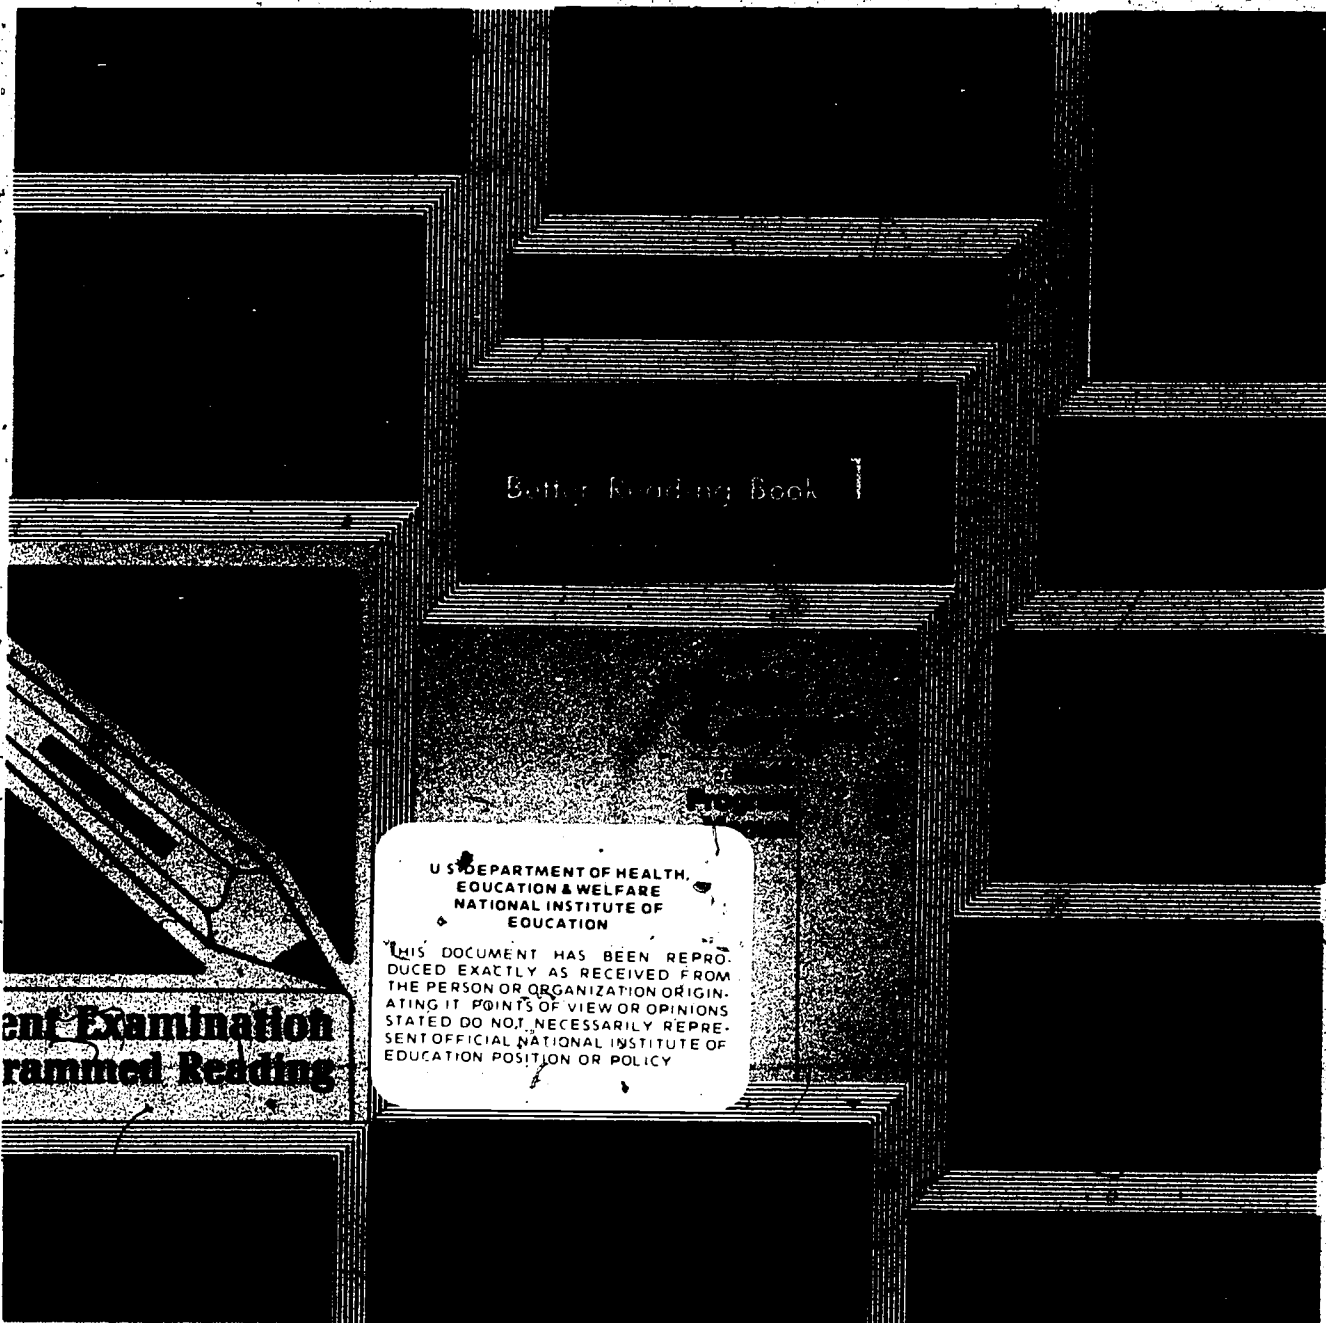 Better Reading Book 1
Program
U S DEPARTMENT OF HEALTH,
EDUCATION & WELFARE
NATIONAL INSTITUTE OF
EDUCATION
THIS DOCUMENT HAS BEEN REPRO-
DUCED EXACTLY AS RECEIVED FROM
THE PERSON OR ORGANIZATION ORIGIN-
ATING IT POINTS OF VIEW OR OPINIONS
STATED DO NOT NECESSARILY REPRE-
SENT OFFICIAL NATIONAL INSTITUTE OF
EDUCATION POSITION OR POLICY
ent Examination
rammed Reading